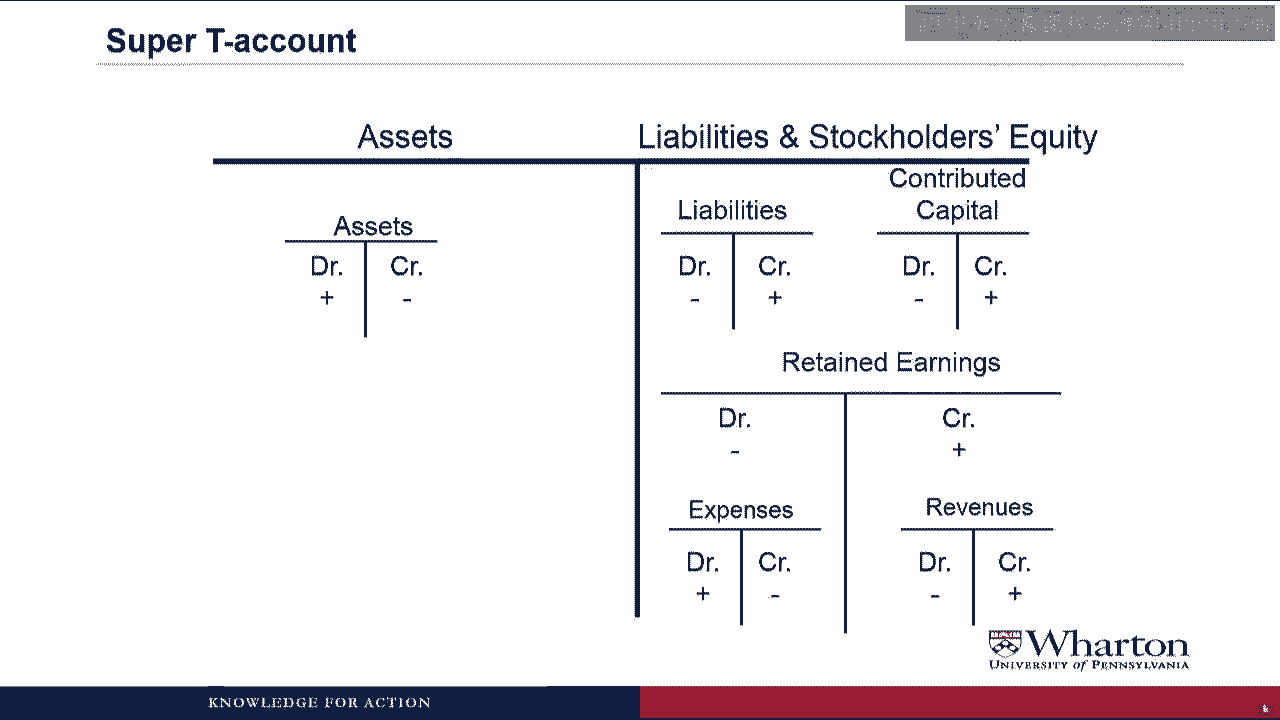 Super T-account
Assets
Liabilities & Stockholders' Equity
Assets
Dr. Cr.
+ -
Liabilities
Dr. Cr.
- +
Contributed
Capital
Dr. Cr.
- +
Retained Earnings
Dr. Cr.
- +
Expenses
Dr. Cr.
+ -
Revenues
Dr. Cr.
- +
Wharton
UNIVERSITY of PENNSYLVANIA
KNOWLEDGE FOR ACTION